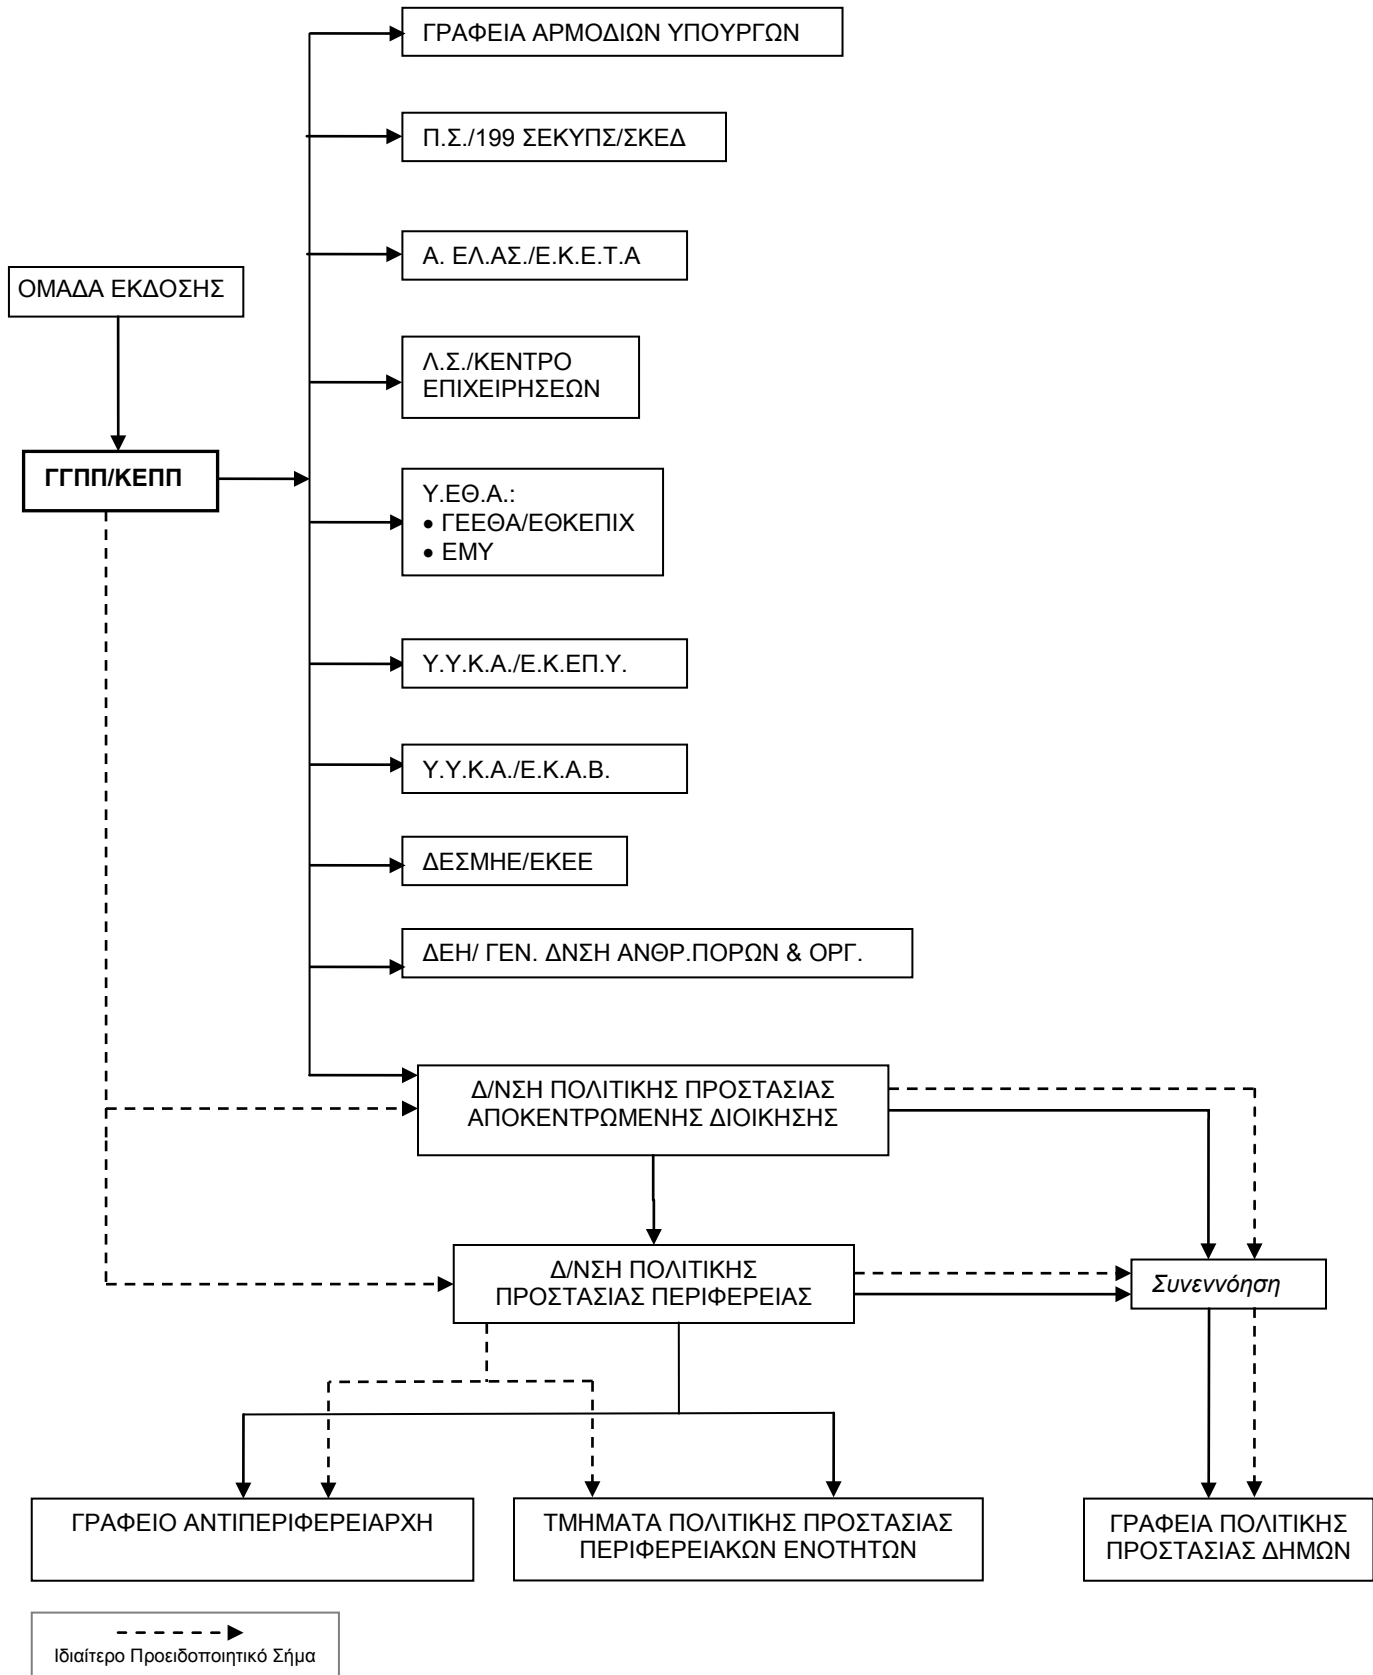 ΓΡΑΦΕΙΑ ΑΡΜΟΔΙΩΝ ΥΠΟΥΡΓΩΝ
Π.Σ./199 ΣΕΚΥΠΣ/ΣΚΕΔ
Α. ΕΛ.ΑΣ./Ε.Κ.Ε.Τ.Α
ΟΜΑΔΑ ΕΚΔΟΣΗΣ
Λ.Σ./ΚΕΝΤΡΟ
ΕΠΙΧΕΙΡΗΣΕΩΝ
ΓΓΠΠ/ΚΕΠΠ
Υ.ΕΘ.Α.:
• ΓΕΕΘΑ/ΕΘΚΕΠΙΧ
• ΕΜΥ
Υ.Υ.Κ.Α./Ε.Κ.ΕΠ.Υ.
Υ.Υ.Κ.Α./Ε.Κ.Α.Β.
ΔΕΣΜΗΕ/ΕΚΕΕ
ΔΕΗ/ ΓΕΝ. ΔΝΣΗ ΑΝΘΡ.ΠΟΡΩΝ & ΟΡΓ.
Δ/ΝΣΗ ΠΟΛΙΤΙΚΗΣ ΠΡΟΣΤΑΣΙΑΣ
ΑΠΟΚΕΝΤΡΩΜΕΝΗΣ ΔΙΟΙΚΗΣΗΣ
Δ/ΝΣΗ ΠΟΛΙΤΙΚΗΣ
ΠΡΟΣΤΑΣΙΑΣ ΠΕΡΙΦΕΡΕΙΑΣ
Συνεννόηση
ΓΡΑΦΕΙΟ ΑΝΤΙΠΕΡΙΦΕΡΕΙΑΡΧΗ
ΤΜΗΜΑΤΑ ΠΟΛΙΤΙΚΗΣ ΠΡΟΣΤΑΣΙΑΣ
ΠΕΡΙΦΕΡΕΙΑΚΩΝ ΕΝΟΤΗΤΩΝ
ΓΡΑΦΕΙΑ ΠΟΛΙΤΙΚΗΣ
ΠΡΟΣΤΑΣΙΑΣ ΔΗΜΩΝ
Ιδιαίτερο Προειδοποιητικό Σήμα